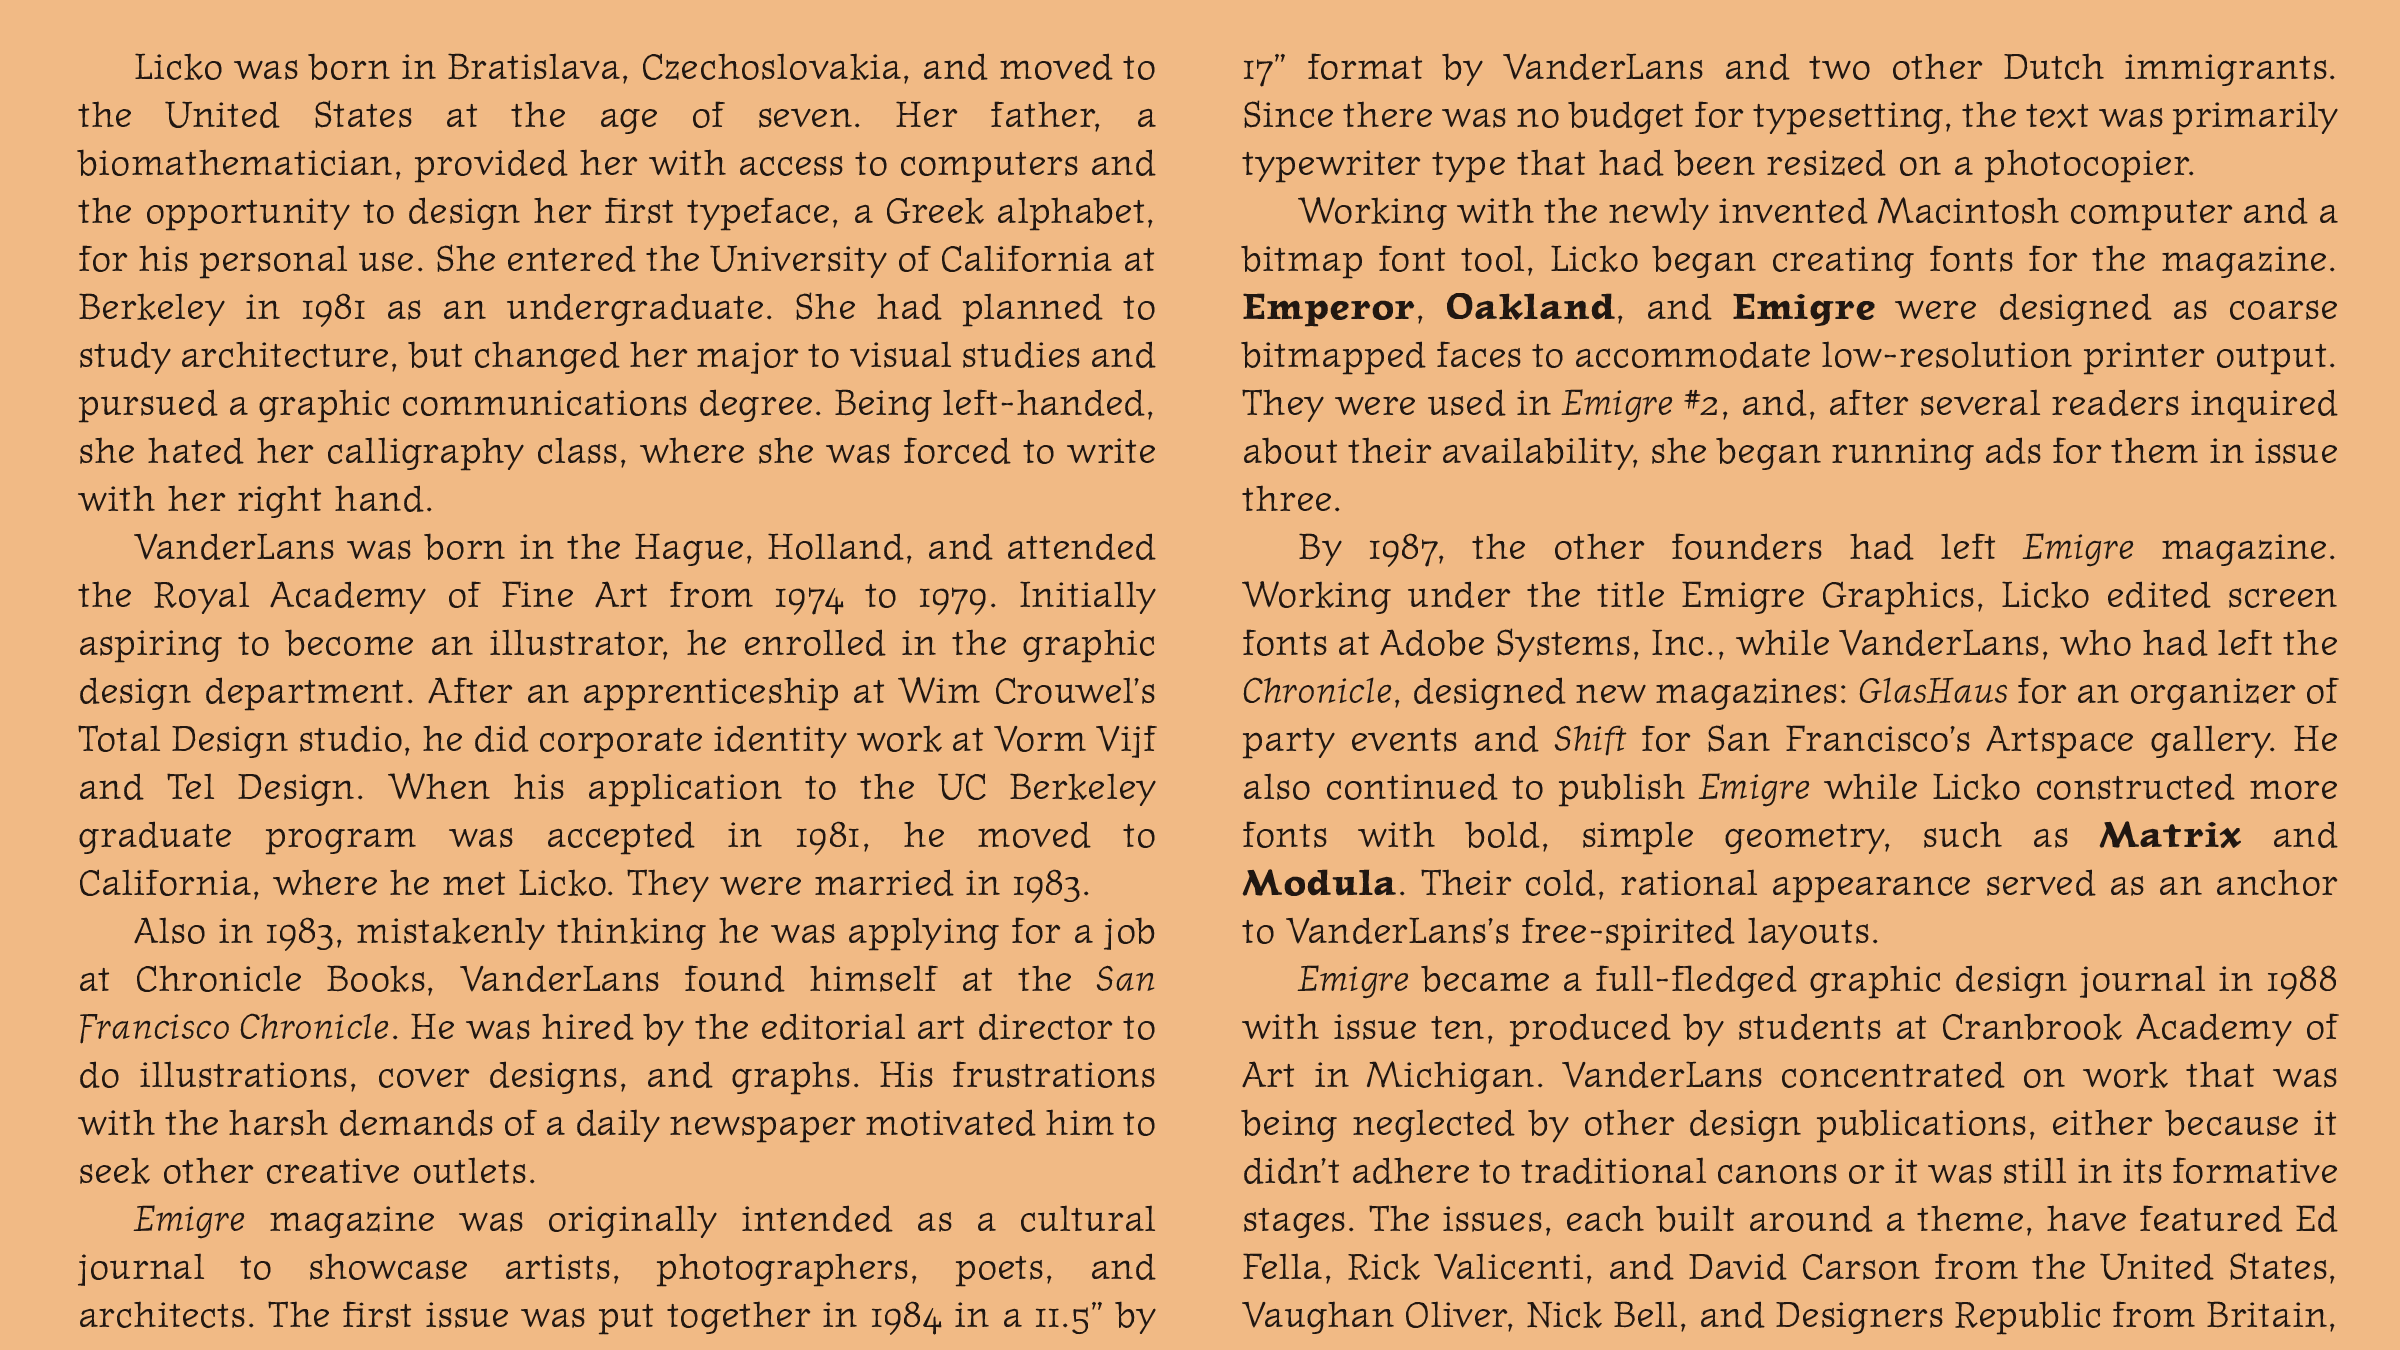 Licko was born in Bratislava, Czechoslovakia, and moved to
the United States at the age of seven. Her father, a
biomathematician, provided her with access to computers and
the opportunity to design her first typeface, a Greek alphabet,
for his personal use. She entered the University of California at
Berkeley in 1981 as an undergraduate. She had planned to
study architecture, but changed her major to visual studies and
pursued a graphic communications degree. Being left-handed,
she hated her calligraphy class, where she was forced to write
with her right hand.
VanderLans was born in the Hague, Holland, and attended
the Royal Academy of Fine Art from 1974 to 1979. Initially
aspiring to become an illustrator, he enrolled in the graphic
design department. After an apprenticeship at Wim Crouwel’s
Total Design studio, he did corporate identity work at Vorm Vijf
and Tel Design. When his application to the UC Berkeley
graduate program was accepted in 1981, he moved to
California, where he met Licko. They were married in 1983.
Also in 1983, mistakenly thinking he was applying for a job
at Chronicle Books, VanderLans found himself at the San
Francisco Chronicle. He was hired by the editorial art director to
do illustrations, cover designs, and graphs. His frustrations
with the harsh demands of a daily newspaper motivated him to
seek other creative outlets.
Emigre magazine was originally intended as a cultural
journal to showcase artists, photographers, poets, and
architects. The first issue was put together in 1984 in a 11.5” by
17” format by VanderLans and two other Dutch immigrants.
Since there was no budget for typesetting, the text was primarily
typewriter type that had been resized on a photocopier.
Working with the newly invented Macintosh computer and a
bitmap font tool, Licko began creating fonts for the magazine.
Emperor, Oakland, and Emigre were designed as coarse
bitmapped faces to accommodate low-resolution printer output.
They were used in Emigre #2, and, after several readers inquired
about their availability, she began running ads for them in issue
three.
By 1987, the other founders had left Emigre magazine.
Working under the title Emigre Graphics, Licko edited screen
fonts at Adobe Systems, Inc., while VanderLans, who had left the
Chronicle, designed new magazines: GlasHaus for an organizer of
party events and Shift for San Francisco’s Artspace gallery. He
also continued to publish Emigre while Licko constructed more
fonts with bold, simple geometry, such as Matrix and
Modula. Their cold, rational appearance served as an anchor
to VanderLans’s free-spirited layouts.
Emigre became a full-fledged graphic design journal in 1988
with issue ten, produced by students at Cranbrook Academy of
Art in Michigan. VanderLans concentrated on work that was
being neglected by other design publications, either because it
didn’t adhere to traditional canons or it was still in its formative
stages. The issues, each built around a theme, have featured Ed
Fella, Rick Valicenti, and David Carson from the United States,
Vaughan Oliver, Nick Bell, and Designers Republic from Britain,